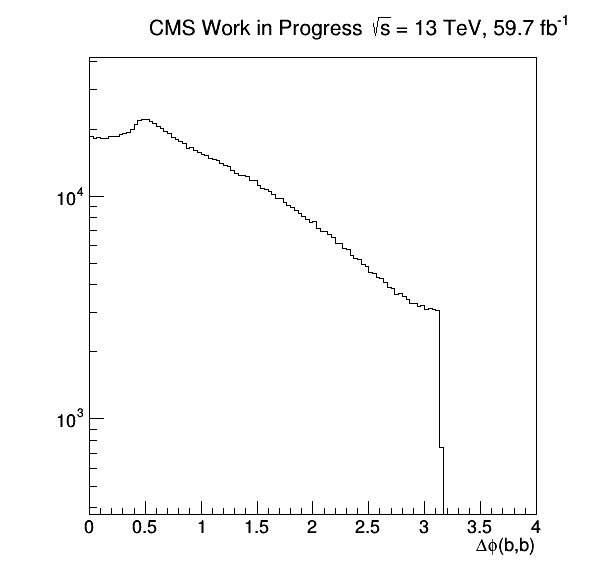 CMS Work in Progress √s = 13 TeV, 59.7 fb⁻¹
10⁴
10³
0 0.5 1 1.5 2 2.5 3 3.5 4
Δϕ(b,b)